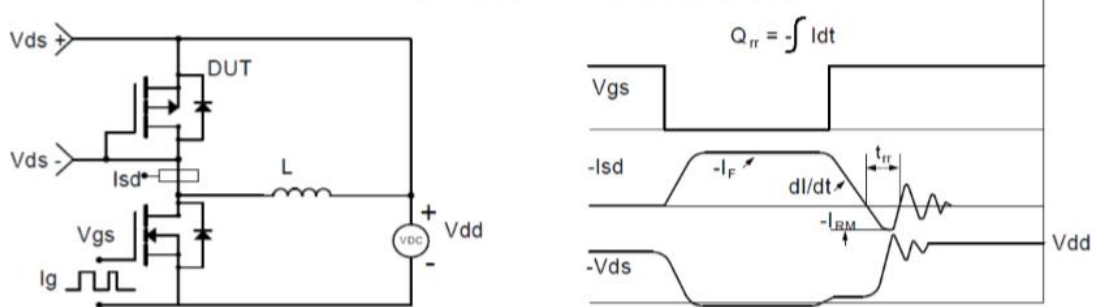 Vds +
DUT
Vds -
Isd
L
Vgs
Ig
+
VDC
-
Vdd
Qrr = -∫ Idt
Vgs
-Isd
-IF
dI/dt
trr
-IRM
-Vds
Vdd